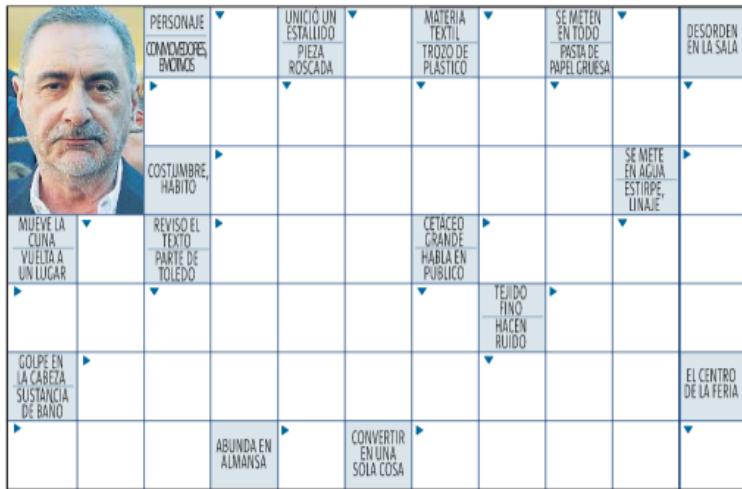 PERSONAJE
CONMOVEDORES,
EMOTIVOS
UNICIÓ UN
ESTALLIDO
PIEZA
ROSCADA
MATERIA
TEXTIL
TROZO DE
PLÁSTICO
SE METEN
EN TODO
PASTA DE
PAPEL GRUESA
DESORDEN
EN LA SALA
COSTUMBRE,
HÁBITO
SE METE
EN AGUA
ESTIRPE,
LINAJE
MUEVE LA
CUNA
VUELTA A
UN LUGAR
REVISO EL
TEXTO
PARTE DE
TOLEDO
CETÁCEO
GRANDE
HABLA EN
PÚBLICO
TEJIDO
FINO
HACEN
RUIDO
GOLPE EN
LA CABEZA
SUSTANCIA
DE BAÑO
EL CENTRO
DE LA FERIA
ABUNDA EN
ALMANSA
CONVERTIR
EN UNA
SOLA COSA